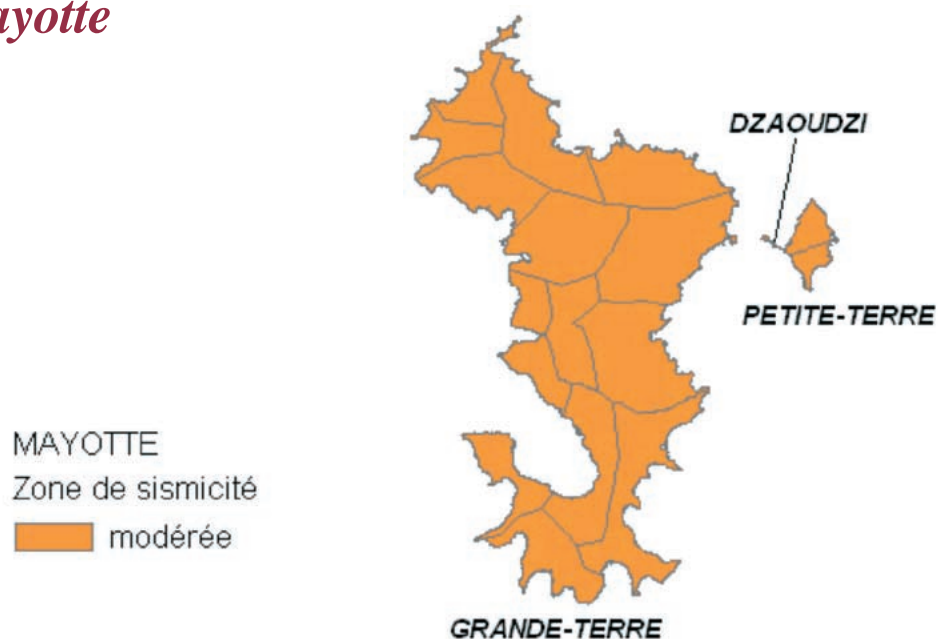 ayotte
DZAOUDZI
PETITE-TERRE
MAYOTTE
Zone de sismicité
modérée
GRANDE-TERRE